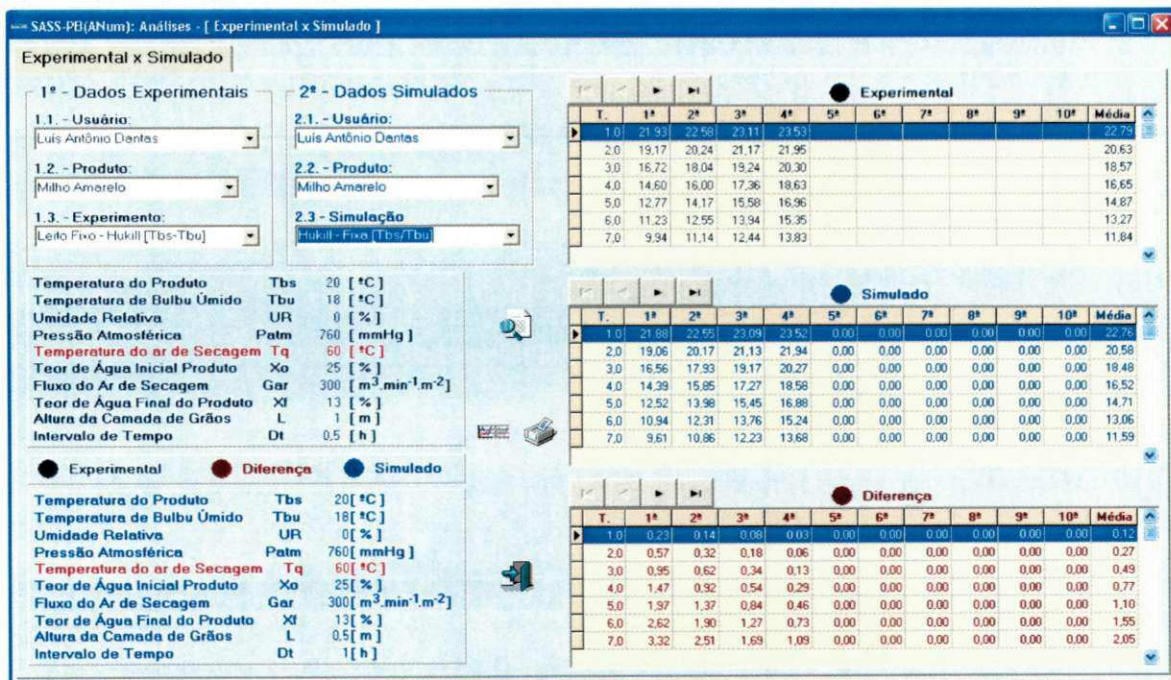 SASS-PB(ANum): Análises - [ Experimental x Simulado ]
Experimental x Simulado
1ª - Dados Experimentais
1.1. - Usuário:
Luís Antônio Dantas
1.2. - Produto:
Milho Amarelo
1.3. - Experimento:
Leito Fixo - Hukill [Tbs-Tbu]
2ª - Dados Simulados
2.1. - Usuário:
Luís Antônio Dantas
2.2. - Produto:
Milho Amarelo
2.3 - Simulação
Hukill - Fixa [Tbs/Tbu]
Temperatura do Produto Tbs 20 [ ªC ]
Temperatura de Bulbu Úmido Tbu 18 [ ªC ]
Umidade Relativa UR 0 [ % ]
Pressão Atmosférica Patm 760 [ mmHg ]
Temperatura do ar de Secagem Tq 60 [ ªC ]
Teor de Água Inicial Produto Xo 25 [ % ]
Fluxo do Ar de Secagem Gar 300 [ m³.min⁻¹.m⁻²]
Teor de Água Final do Produto Xf 13 [ % ]
Altura da Camada de Grãos L 1 [ m ]
Intervalo de Tempo Dt 0,5 [ h ]
Experimental Diferença Simulado
Temperatura do Produto Tbs 20[ ªC ]
Temperatura de Bulbu Úmido Tbu 18[ ªC ]
Umidade Relativa UR 0[ % ]
Pressão Atmosférica Patm 760[ mmHg ]
Temperatura do ar de Secagem Tq 60[ ªC ]
Teor de Água Inicial Produto Xo 25[ % ]
Fluxo do Ar de Secagem Gar 300[ m³.min⁻¹.m⁻²]
Teor de Água Final do Produto Xf 13[ % ]
Altura da Camada de Grãos L 0,5[ m ]
Intervalo de Tempo Dt 1[ h ]
Experimental
T. 1ª 2ª 3ª 4ª 5ª 6ª 7ª 8ª 9ª 10ª Média
1,0 21,93 22,58 23,11 23,53 22,79
2,0 19,17 20,24 21,17 21,95 20,63
3,0 16,72 18,04 19,24 20,30 18,57
4,0 14,60 16,00 17,36 18,63 16,65
5,0 12,77 14,17 15,58 16,96 14,87
6,0 11,23 12,55 13,94 15,35 13,27
7,0 9,94 11,14 12,44 13,83 11,84
Simulado
T. 1ª 2ª 3ª 4ª 5ª 6ª 7ª 8ª 9ª 10ª Média
1,0 21,88 22,55 23,09 23,52 0,00 0,00 0,00 0,00 0,00 0,00 22,76
2,0 19,06 20,17 21,13 21,94 0,00 0,00 0,00 0,00 0,00 0,00 20,58
3,0 16,56 17,93 19,17 20,27 0,00 0,00 0,00 0,00 0,00 0,00 18,48
4,0 14,39 15,85 17,27 18,58 0,00 0,00 0,00 0,00 0,00 0,00 16,52
5,0 12,52 13,98 15,45 16,88 0,00 0,00 0,00 0,00 0,00 0,00 14,71
6,0 10,94 12,31 13,76 15,24 0,00 0,00 0,00 0,00 0,00 0,00 13,06
7,0 9,61 10,86 12,23 13,68 0,00 0,00 0,00 0,00 0,00 0,00 11,59
Diferença
T. 1ª 2ª 3ª 4ª 5ª 6ª 7ª 8ª 9ª 10ª Média
1,0 0,23 0,14 0,08 0,03 0,00 0,00 0,00 0,00 0,00 0,00 0,12
2,0 0,57 0,32 0,18 0,06 0,00 0,00 0,00 0,00 0,00 0,00 0,27
3,0 0,95 0,62 0,34 0,13 0,00 0,00 0,00 0,00 0,00 0,00 0,49
4,0 1,47 0,92 0,54 0,29 0,00 0,00 0,00 0,00 0,00 0,00 0,77
5,0 1,97 1,37 0,84 0,46 0,00 0,00 0,00 0,00 0,00 0,00 1,10
6,0 2,62 1,90 1,27 0,73 0,00 0,00 0,00 0,00 0,00 0,00 1,55
7,0 3,32 2,51 1,69 1,09 0,00 0,00 0,00 0,00 0,00 0,00 2,05